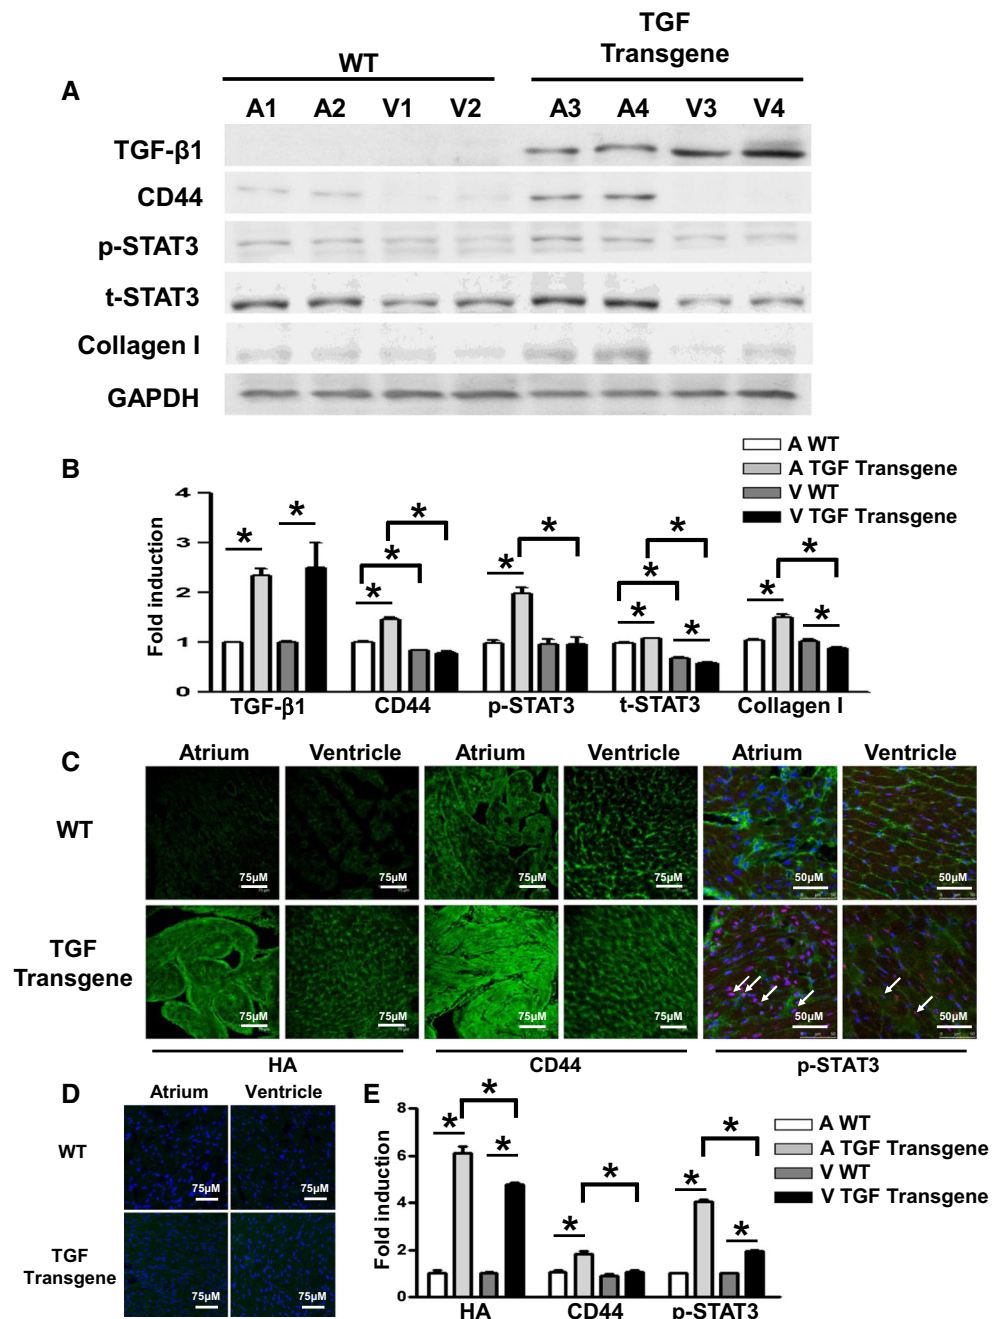 TGF
Transgene
WT
A
A1 A2 V1 V2 A3 A4 V3 V4
TGF-β1
CD44
p-STAT3
t-STAT3
Collagen I
GAPDH
B
A WT
A TGF Transgene
V WT
V TGF Transgene
Fold induction
4
3
2
1
0
* * * * * * * * * * * * *
TGF-β1 CD44 p-STAT3 t-STAT3 Collagen I
C
Atrium Ventricle Atrium Ventricle Atrium Ventricle
WT
75µM 75µM 75µM 75µM 50µM 50µM
TGF
Transgene
75µM 75µM 75µM 75µM 50µM 50µM
HA CD44 p-STAT3
D
Atrium Ventricle
WT
75µM 75µM
TGF
Transgene
75µM 75µM
E
Fold induction
8
6
4
2
0
* * * * * * * *
HA CD44 p-STAT3
A WT
A TGF Transgene
V WT
V TGF Transgene